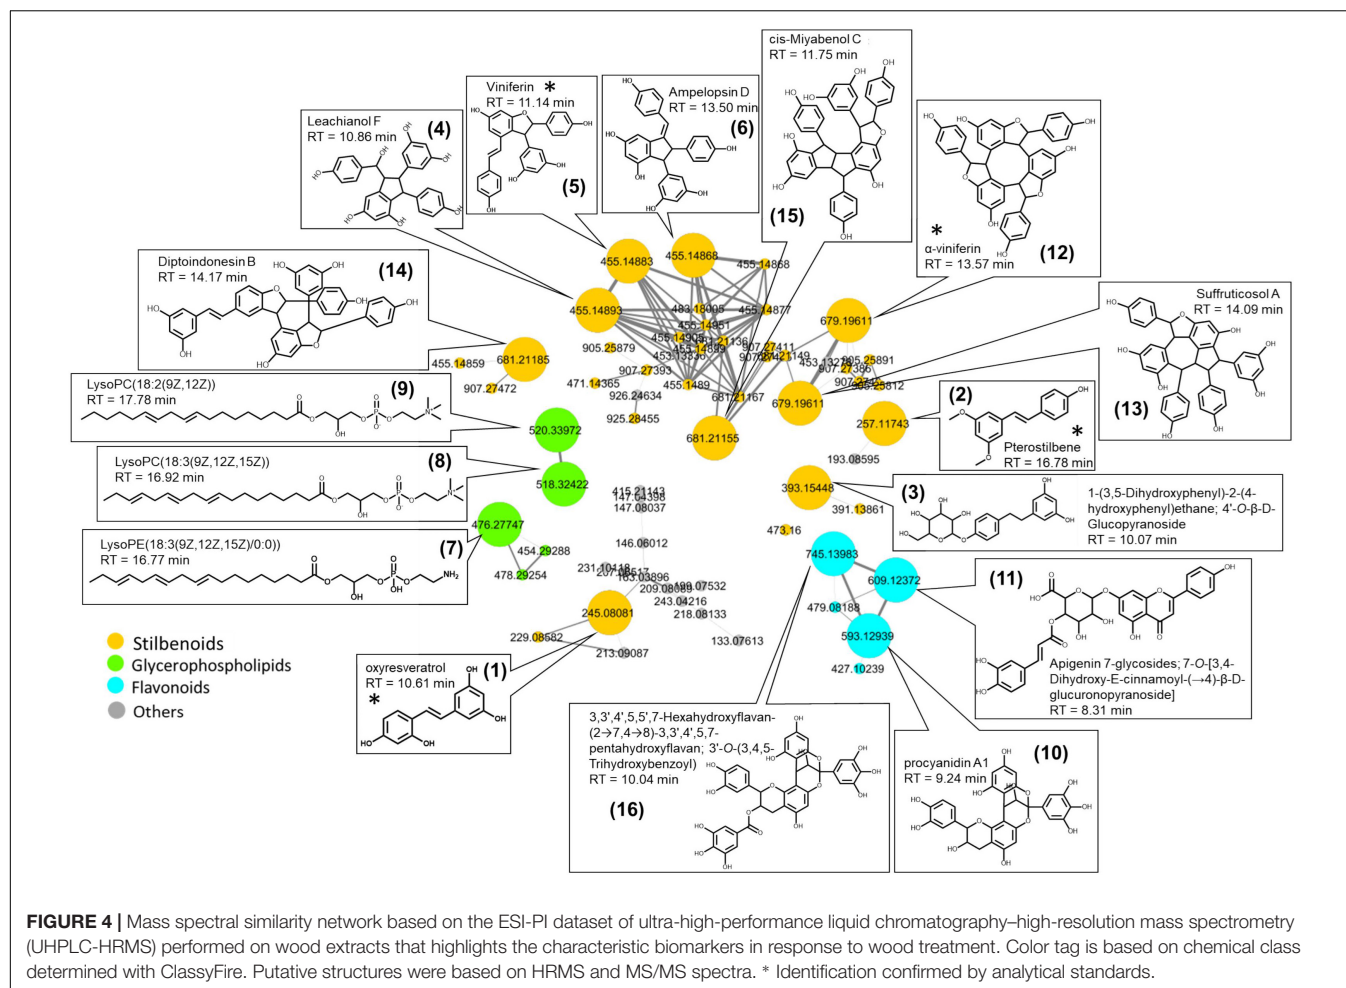 cis-Miyabenol C
RT = 11.75 min
(15)
Viniferin *
RT = 11.14 min
(5)
Ampelopsin D
RT = 13.50 min
(6)
Leachianol F
RT = 10.86 min
(4)
*
α-viniferin
RT = 13.57 min
(12)
Diptoindonesin B
RT = 14.17 min
(14)
Suffruticosol A
RT = 14.09 min
(13)
LysoPC(18:2(9Z,12Z))
RT = 17.78 min
(9)
(2)
Pterostilbene
*
RT = 16.78 min
LysoPC(18:3(9Z,12Z,15Z))
RT = 16.92 min
(8)
(3)
1-(3,5-Dihydroxyphenyl)-2-(4-
hydroxyphenyl)ethane; 4'-O-β-D-
Glucopyranoside
RT = 10.07 min
LysoPE(18:3(9Z,12Z,15Z)/0:0))
RT = 16.77 min
(7)
455.14883
455.14868
455.14868
455.14893
483.18005
455.14877
455.14951
679.19611
905.25879
907.27411
455.14859
681.21185
907.27393
471.14365
455.1489
907.27472
926.24634
681.21167
679.19611
925.28455
681.21155
257.11743
193.08595
520.33972
518.32422
393.15448
391.13861
473.16
415.21143
147.08037
146.06012
476.27747
454.29288
478.29254
163.03896
199.07532
209.08089
243.04216
218.08133
133.07613
245.08081
229.08582
213.09087
745.13983
609.12372
479.08188
593.12939
427.10239
Stilbenoids
Glycerophospholipids
Flavonoids
Others
oxyresveratrol
RT = 10.61 min
*
(1)
(11)
Apigenin 7-glycosides; 7-O-[3,4-
Dihydroxy-E-cinnamoyl-(→4)-β-D-
glucuronopyranoside]
RT = 8.31 min
3,3',4',5,5',7-Hexahydroxyflavan-
(2→7,4→8)-3,3',4',5,7-
pentahydroxyflavan; 3'-O-(3,4,5-
Trihydroxybenzoyl)
RT = 10.04 min
(16)
procyanidin A1
RT = 9.24 min
(10)
FIGURE 4 | Mass spectral similarity network based on the ESI-PI dataset of ultra-high-performance liquid chromatography–high-resolution mass spectrometry
(UHPLC-HRMS) performed on wood extracts that highlights the characteristic biomarkers in response to wood treatment. Color tag is based on chemical class
determined with ClassyFire. Putative structures were based on HRMS and MS/MS spectra. * Identification confirmed by analytical standards.